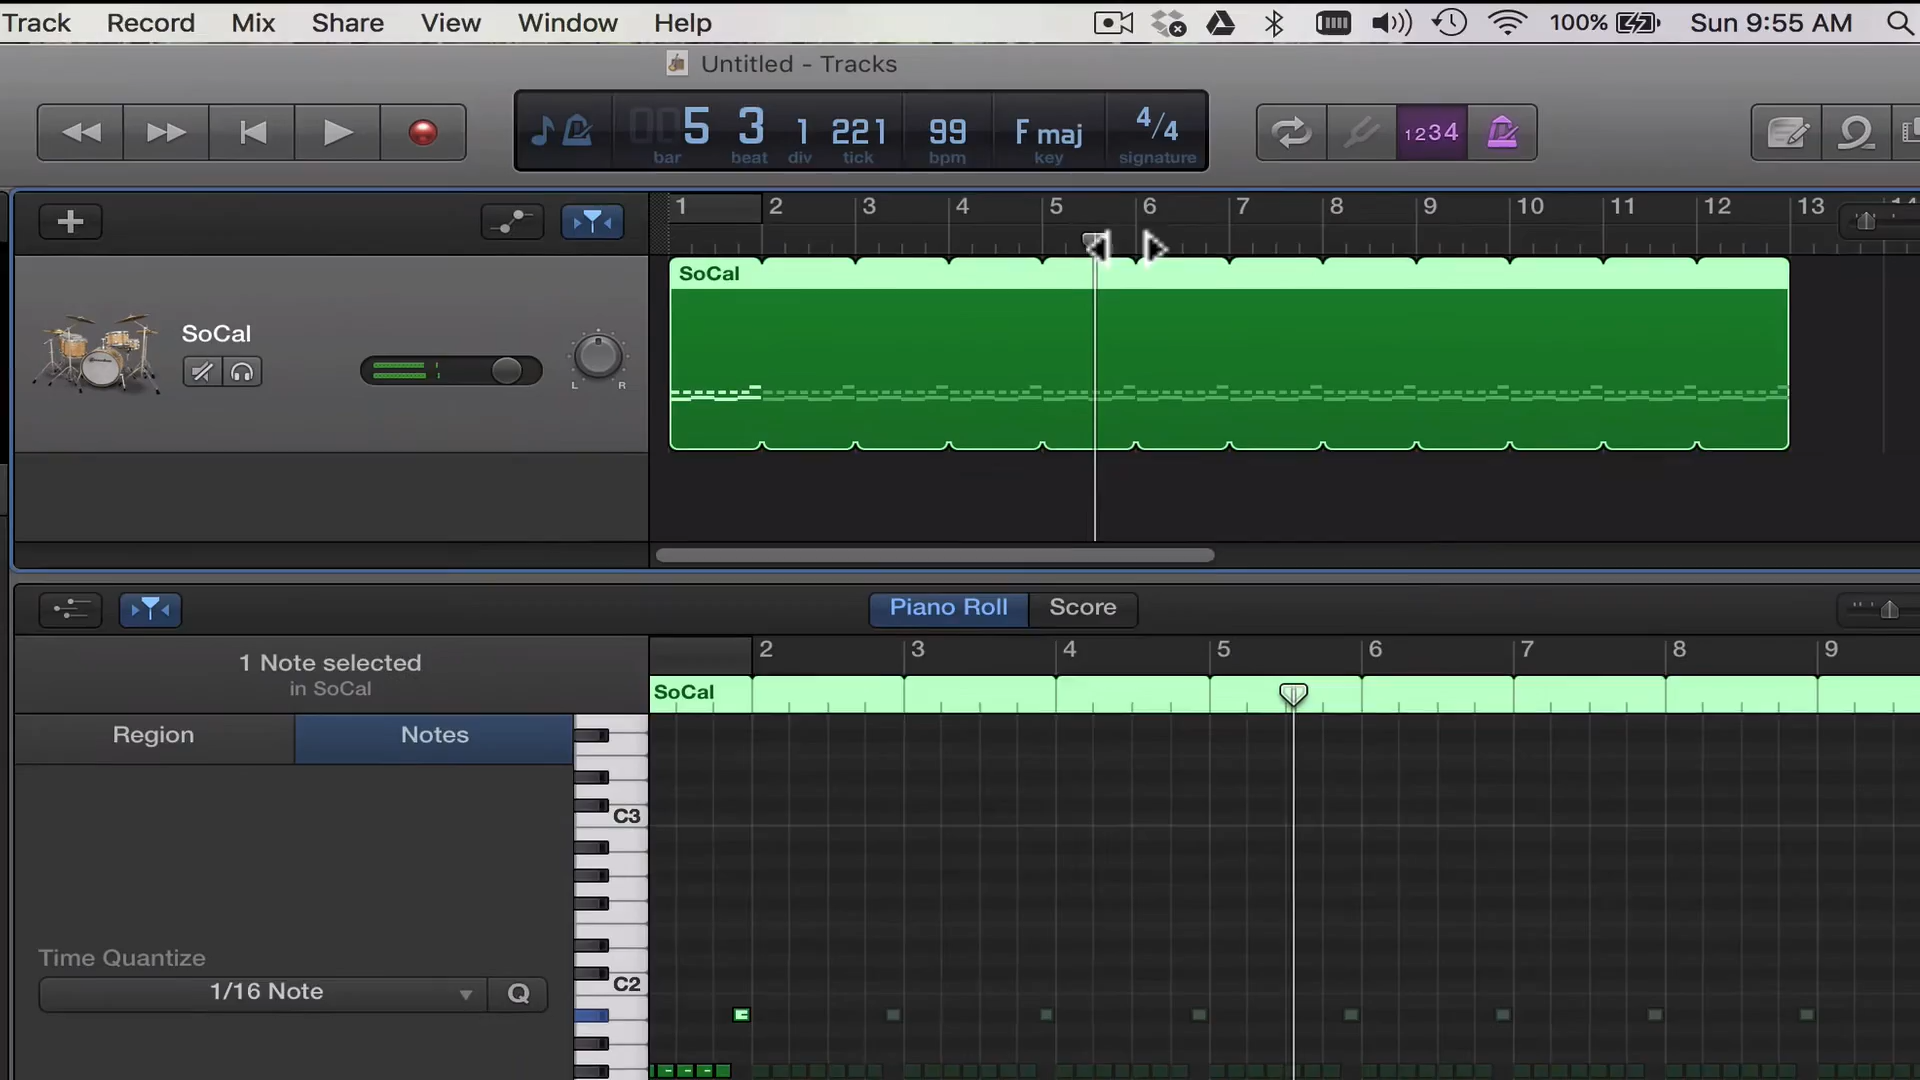 Track Record Mix Share View Window Help 100% Sun 9:55 AM
Untitled - Tracks
00 5 3 1 221 99 F maj 4/4 1234
bar beat div tick bpm key signature
1 2 3 4 5 6 7 8 9 10 11 12 13
SoCal
SoCal
L R
Piano Roll Score
1 Note selected
in SoCal
2 3 4 5 6 7 8 9
SoCal
Region Notes
C3
Time Quantize
1/16 Note Q
C2